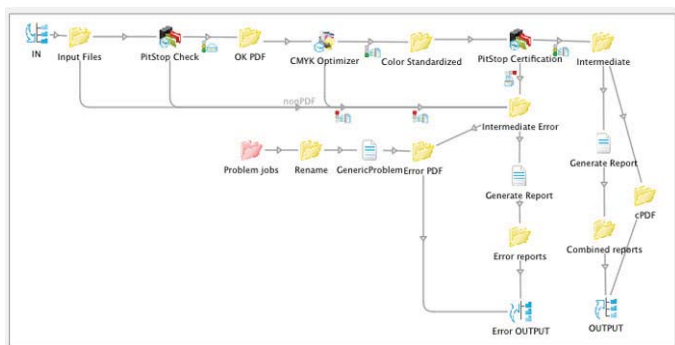 IN
Input Files
PitStop Check
OK PDF
CMYK Optimizer
Color Standardized
PitStop Certification
Intermediate
nogPDF
Intermediate Error
Problem jobs
Rename
GenericProblem
Error PDF
Generate Report
Generate Report
cPDF
Error reports
Combined reports
Error OUTPUT
OUTPUT